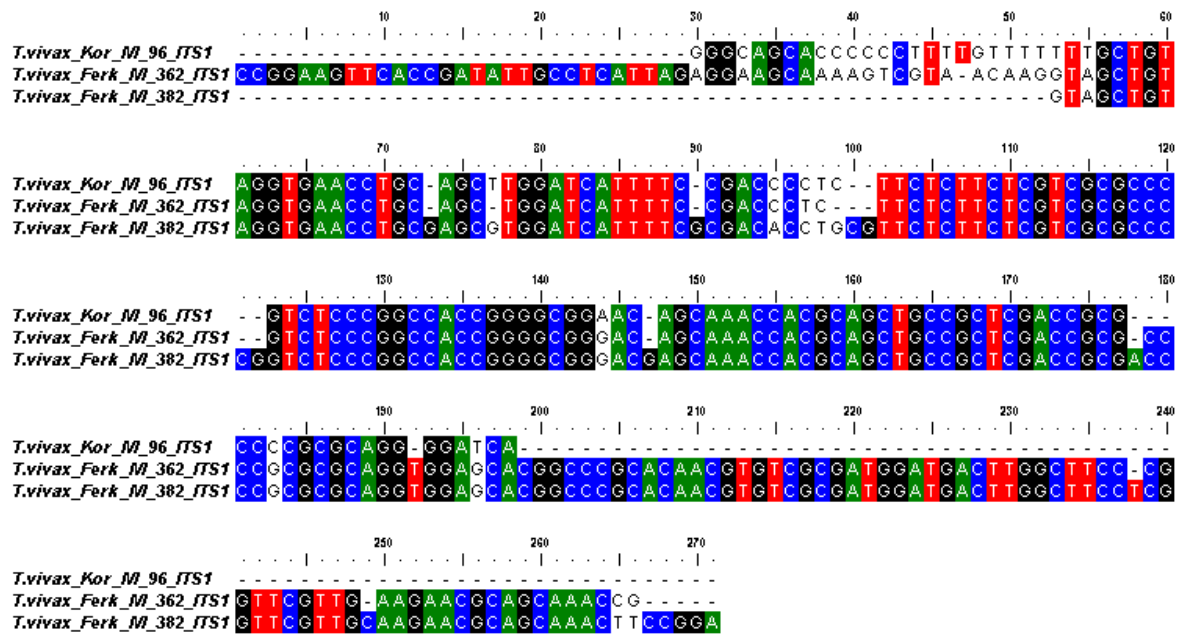 10 20 30 40 50 60
T.vivax_Kor_M_96_ITS1 -----------------------------GGGCAGCACCCCCCTTTTGTTTTTTTGCTGT
T.vivax_Ferk_M_362_ITS1 CCGGAAGTTCACCGATATTGCCTCATTAGAGGAAGCAAAAGTCGTA-ACAAGGTAGCTGT
T.vivax_Ferk_M_382_ITS1 ----------------------------------------------------GTAGCTGT
70 80 90 100 110 120
T.vivax_Kor_M_96_ITS1 AGGTGAACCTGC-AGCTTGGATCATTTTC-CGACCCCTC--TTCTCTTCTCGTCGCGCCC
T.vivax_Ferk_M_362_ITS1 AGGTGAACCTGC-AGC-TGGATCATTTTC-CGACCCTC---TTCTCTTCTCGTCGCGCCC
T.vivax_Ferk_M_382_ITS1 AGGTGAACCTGCGAGCGTGGATCATTTTCGCGACACCTGCGTTCTCTTCTCGTCGCGCCC
130 140 150 160 170 180
T.vivax_Kor_M_96_ITS1 --GTCTCCCGGCCACCGGGGCGGAAC-AGCAAACCACGCAGCTGCCGCTCGACCGCG---
T.vivax_Ferk_M_362_ITS1 --GTCTCCCGGCCACCGGGGCGGGAC-AGCAAACCACGCAGCTGCCGCTCGACCGCG-CC
T.vivax_Ferk_M_382_ITS1 CGGTCTCCCGGCCACCGGGGCGGGACGAGCAAACCACGCAGCTGCCGCTCGACCGCGACC
190 200 210 220 230 240
T.vivax_Kor_M_96_ITS1 CCCCGCGCAGG-GGATCA------------------------------------------
T.vivax_Ferk_M_362_ITS1 CCGCGCGCAGGTGGAGCACGGCCCGCACAACGTGTCGCGATGGATGACTTGGCTTCC-CG
T.vivax_Ferk_M_382_ITS1 CCGCGCGCAGGTGGAGCACGGCCCGCACAACGTGTCGCGATGGATGACTTGGCTTCCTCG
250 260 270
T.vivax_Kor_M_96_ITS1 -------------------------------
T.vivax_Ferk_M_362_ITS1 GTTCGTTG-AAGAACGCAGCAAACCG-----
T.vivax_Ferk_M_382_ITS1 GTTCGTTGCAAGAACGCAGCAAACTTCCGGA